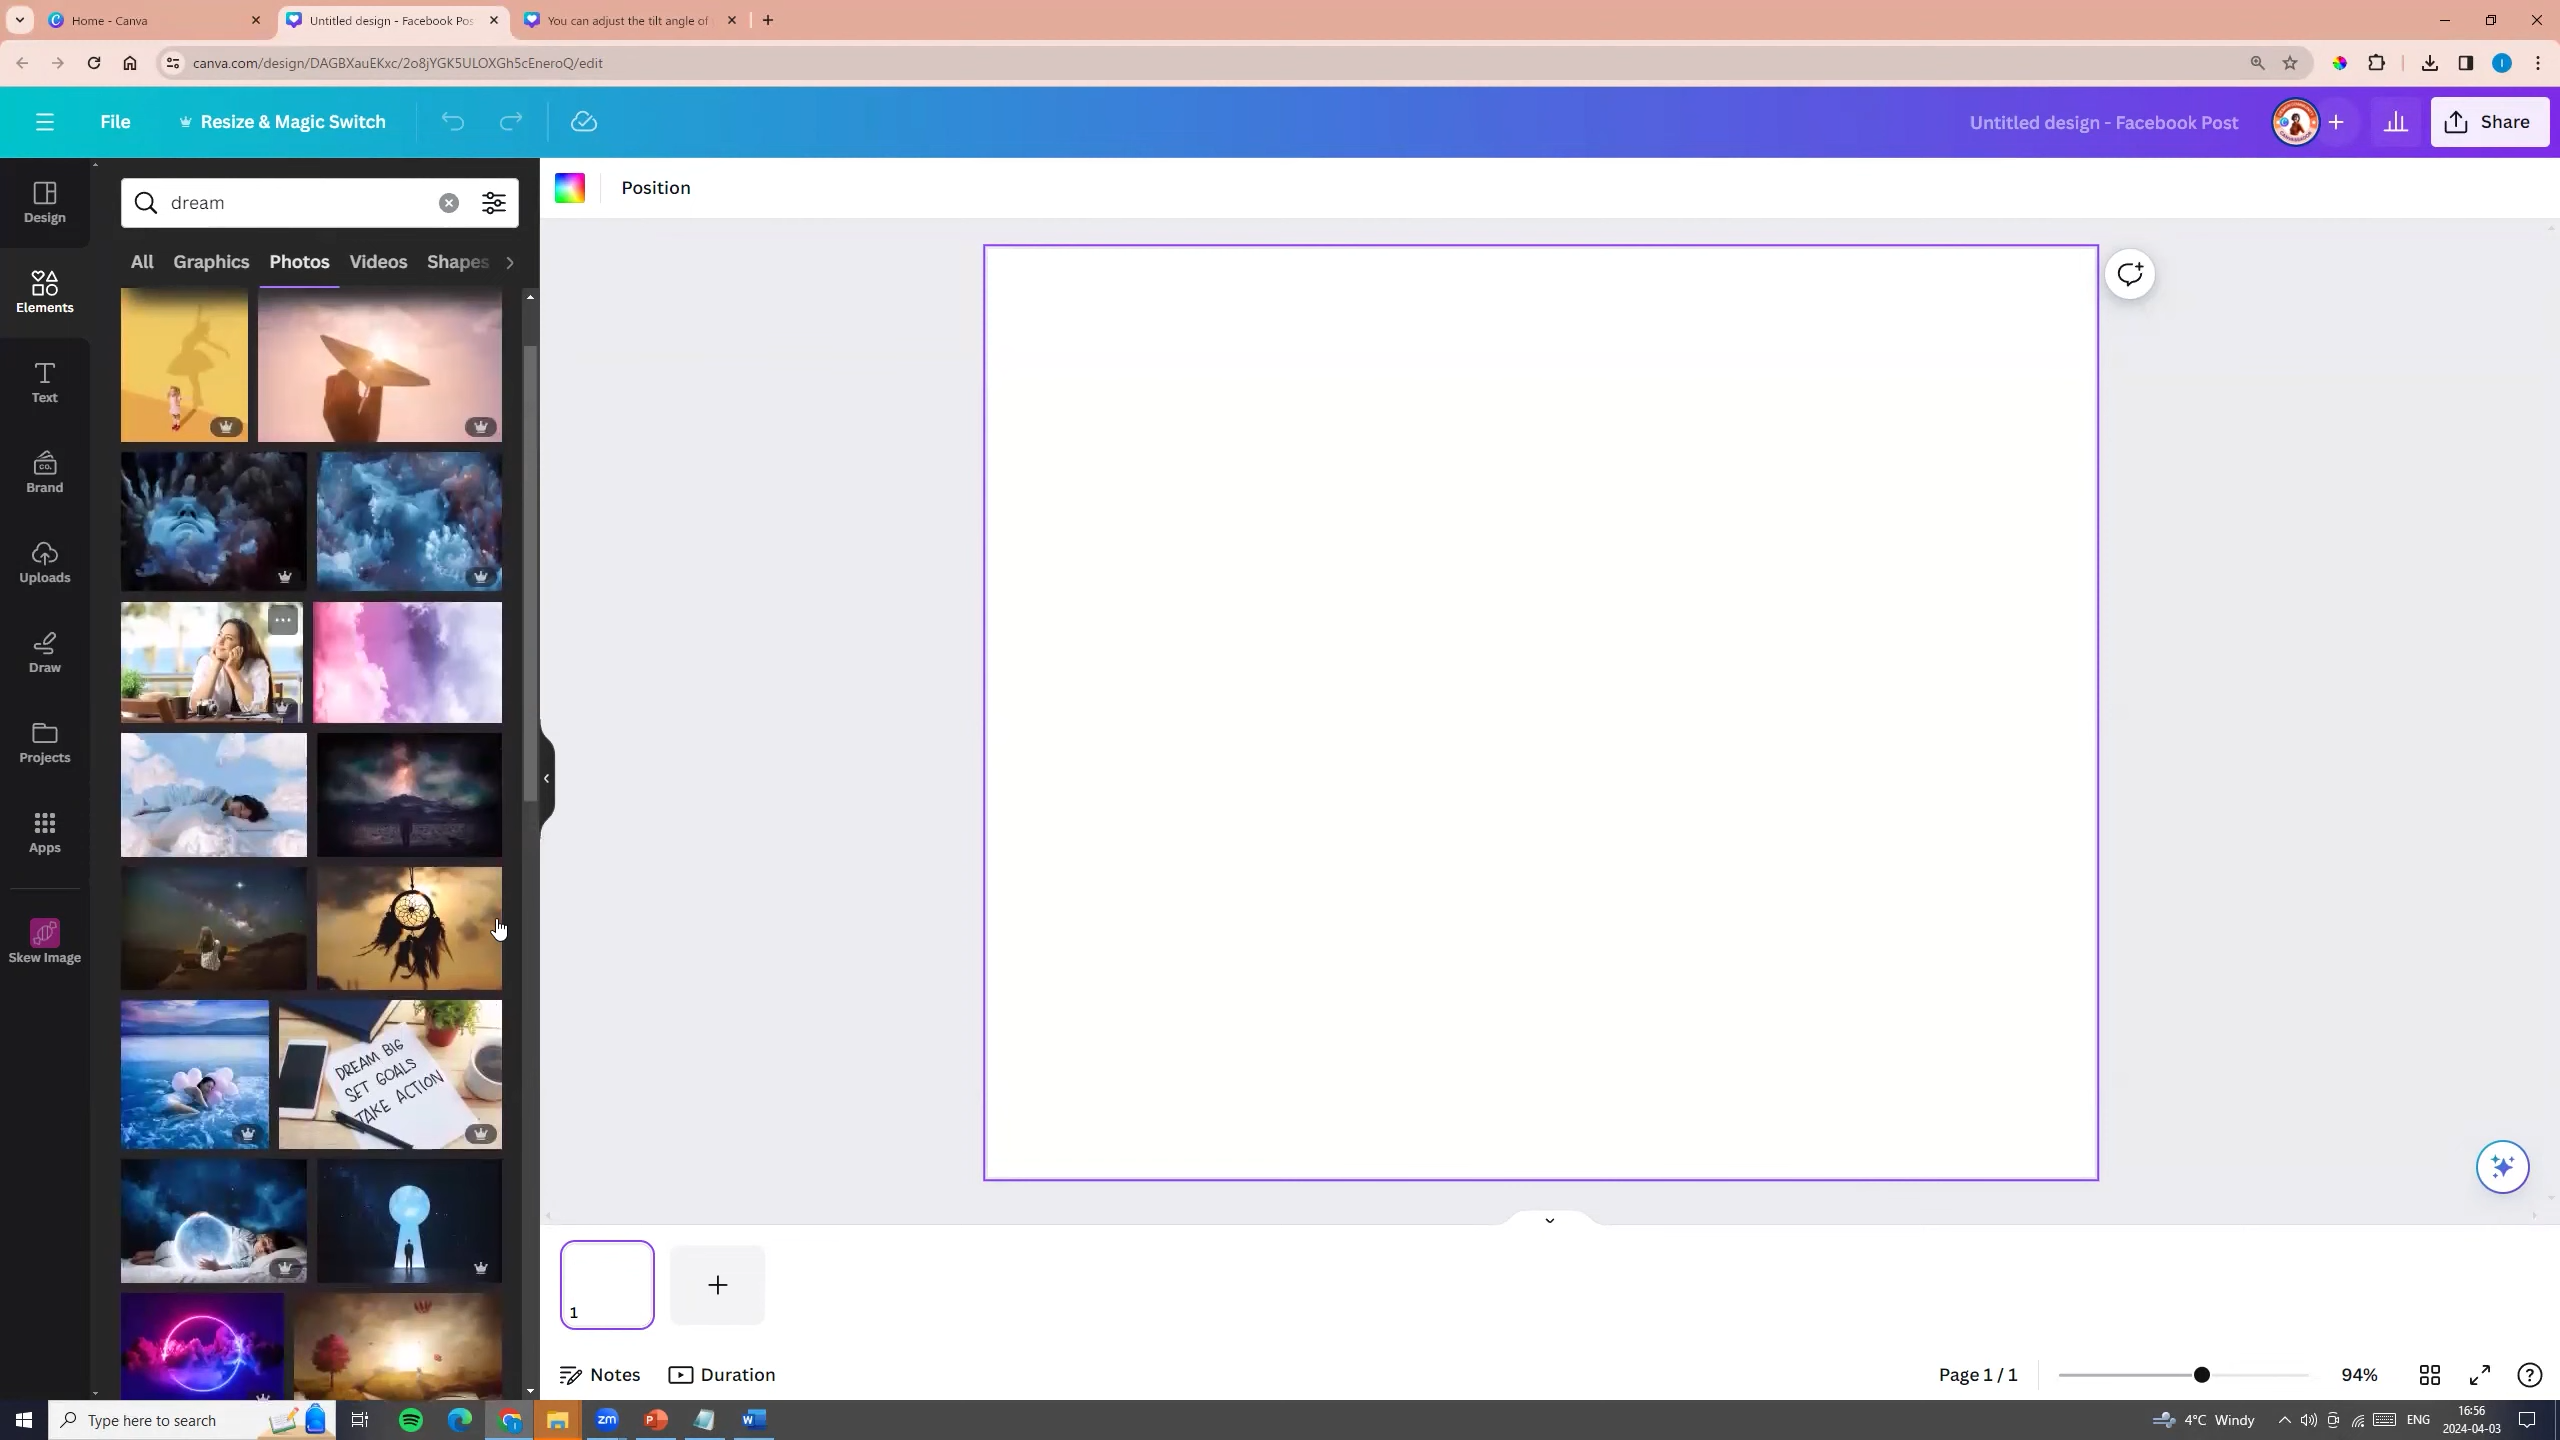 Home - Canva
Untitled design - Facebook Pos
You can adjust the tilt angle of
canva.com/design/DAGBXauEKxc/2o8jYGK5ULOXGh5cEneroQ/edit
File
Resize & Magic Switch
Untitled design - Facebook Post
Share
Design
Elements
Text
Brand
CO.
Uploads
Draw
Projects
Apps
Skew Image
dream
All Graphics Photos Videos Shapes
DREAM BIG
SET GOALS
TAKE ACTION
Position
1
Notes
Duration
Page 1 / 1
94%
Type here to search
zm
4°C Windy
ENG
16:56
2024-04-03